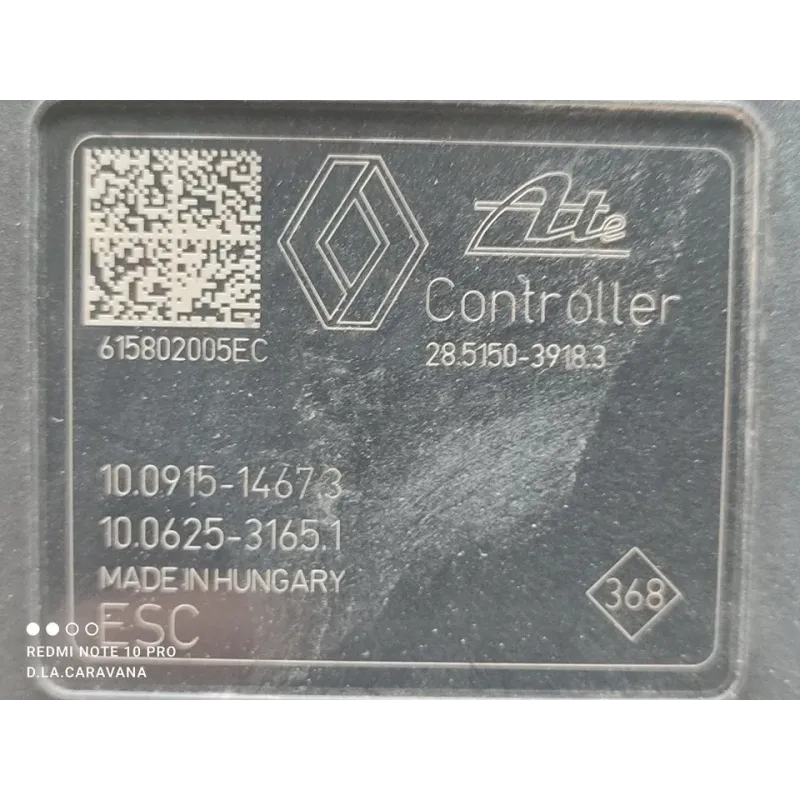 Ate
Controller
615802005EC
28.5150-3918.3
10.0915-1467.3
10.0625-3165.1
MADE IN HUNGARY
ESC
368
REDMI NOTE 10 PRO
D.LA.CARAVANA